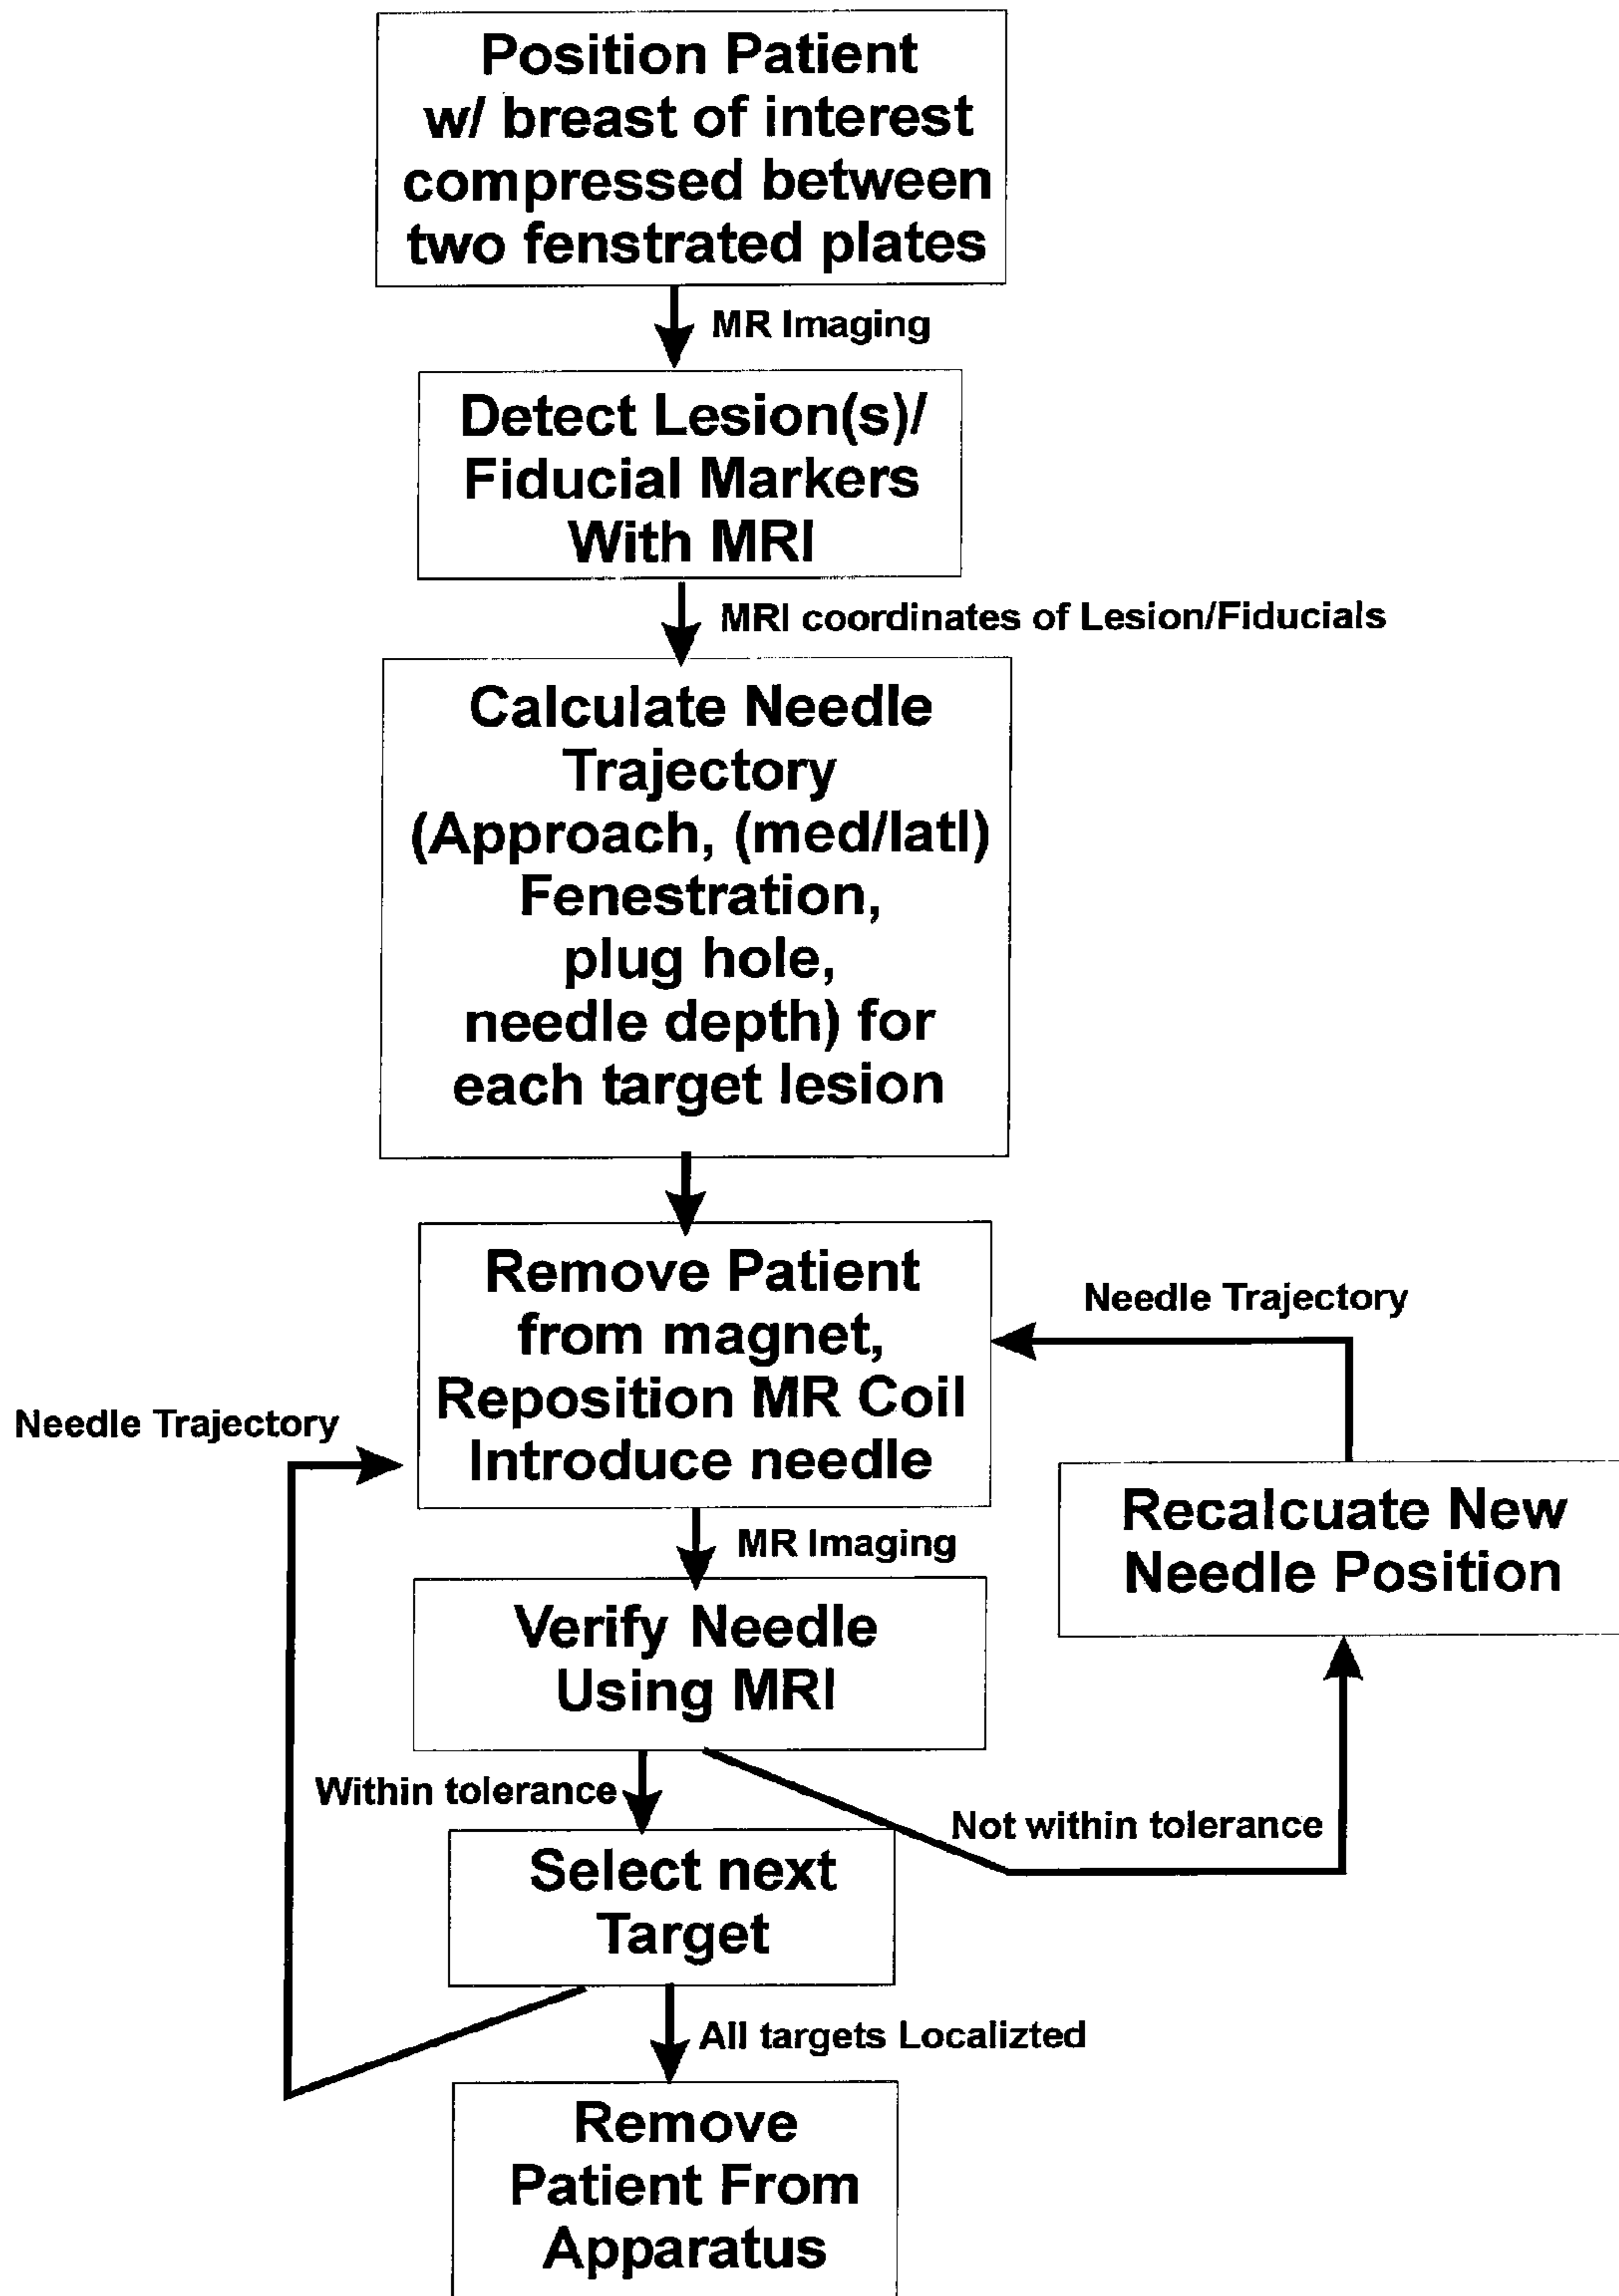 Position Patient
w/ breast of interest
compressed between
two fenstrated plates
MR Imaging
Detect Lesion(s)/
Fiducial Markers
With MRI
MRI coordinates of Lesion/Fiducials
Calculate Needle
Trajectory
(Approach, (med/latl)
Fenestration,
plug hole,
needle depth) for
each target lesion
Remove Patient
from magnet,
Reposition MR Coil
Introduce needle
Needle Trajectory
Needle Trajectory
MR Imaging
Recalcuate New
Needle Position
Verify Needle
Using MRI
Within tolerance
Not within tolerance
Select next
Target
All targets Localizted
Remove
Patient From
Apparatus